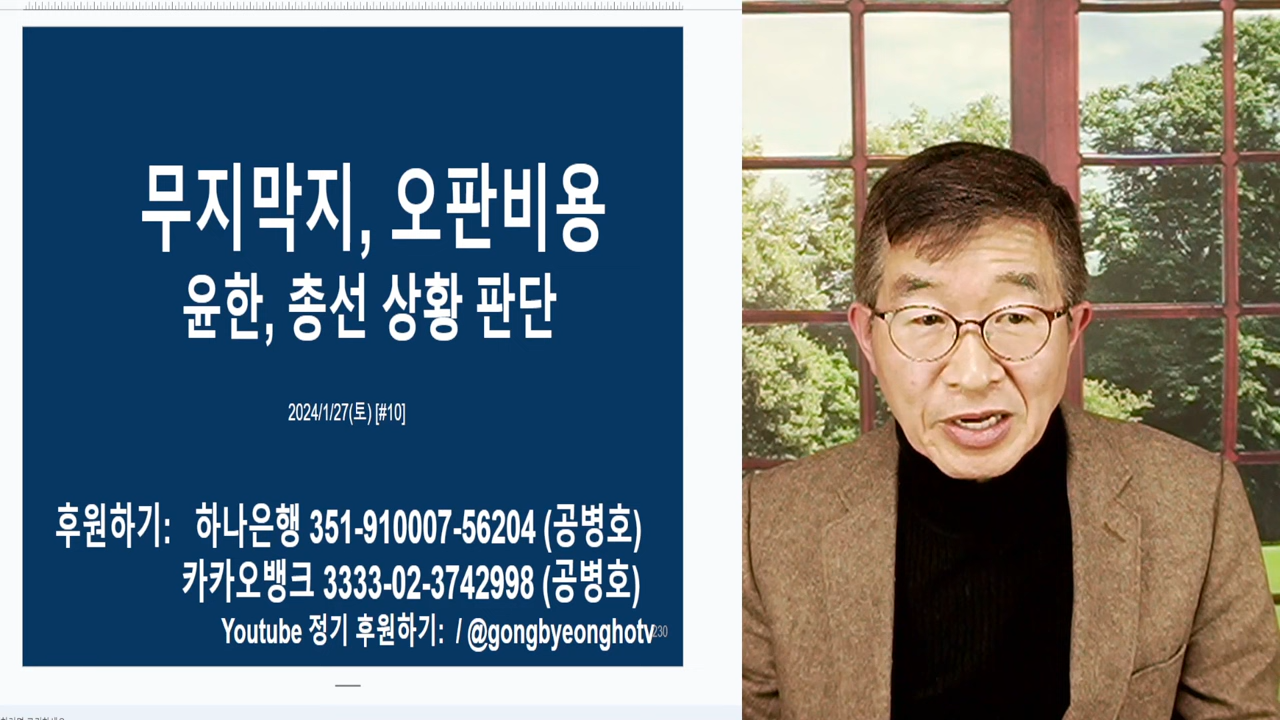 무지막지, 오판비용
윤한, 총선 상황 판단
2024/1/27(토) [#10]
후원하기: 하나은행 351-910007-56204 (공병호)
카카오뱅크 3333-02-3742998 (공병호)
Youtube 정기 후원하기: / @gongbyeonghotv
230